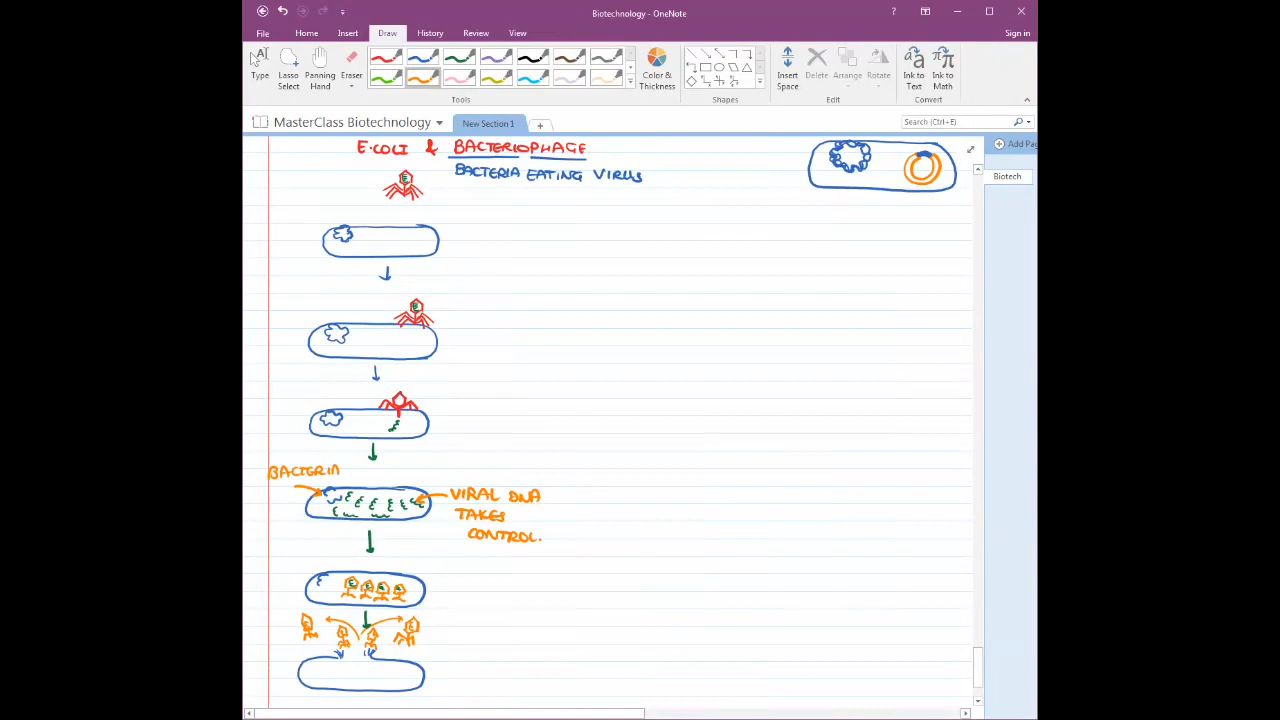 Biotechnology - OneNote
?
File Home Insert Draw History Review View
Sign in
Type
Lasso Select
Panning Hand
Eraser
Color & Thickness
Insert Space
Delete
Arrange
Rotate
Ink to Text
Ink to Math
Tools
Shapes
Edit
Convert
MasterClass Biotechnology
New Section 1
Search (Ctrl+E)
Add Pag
Biotech
E.COLI & BACTERIOPHAGE
BACTERIA EATING VIRUS
BACTERIA
VIRAL DNA
TAKES
CONTROL.